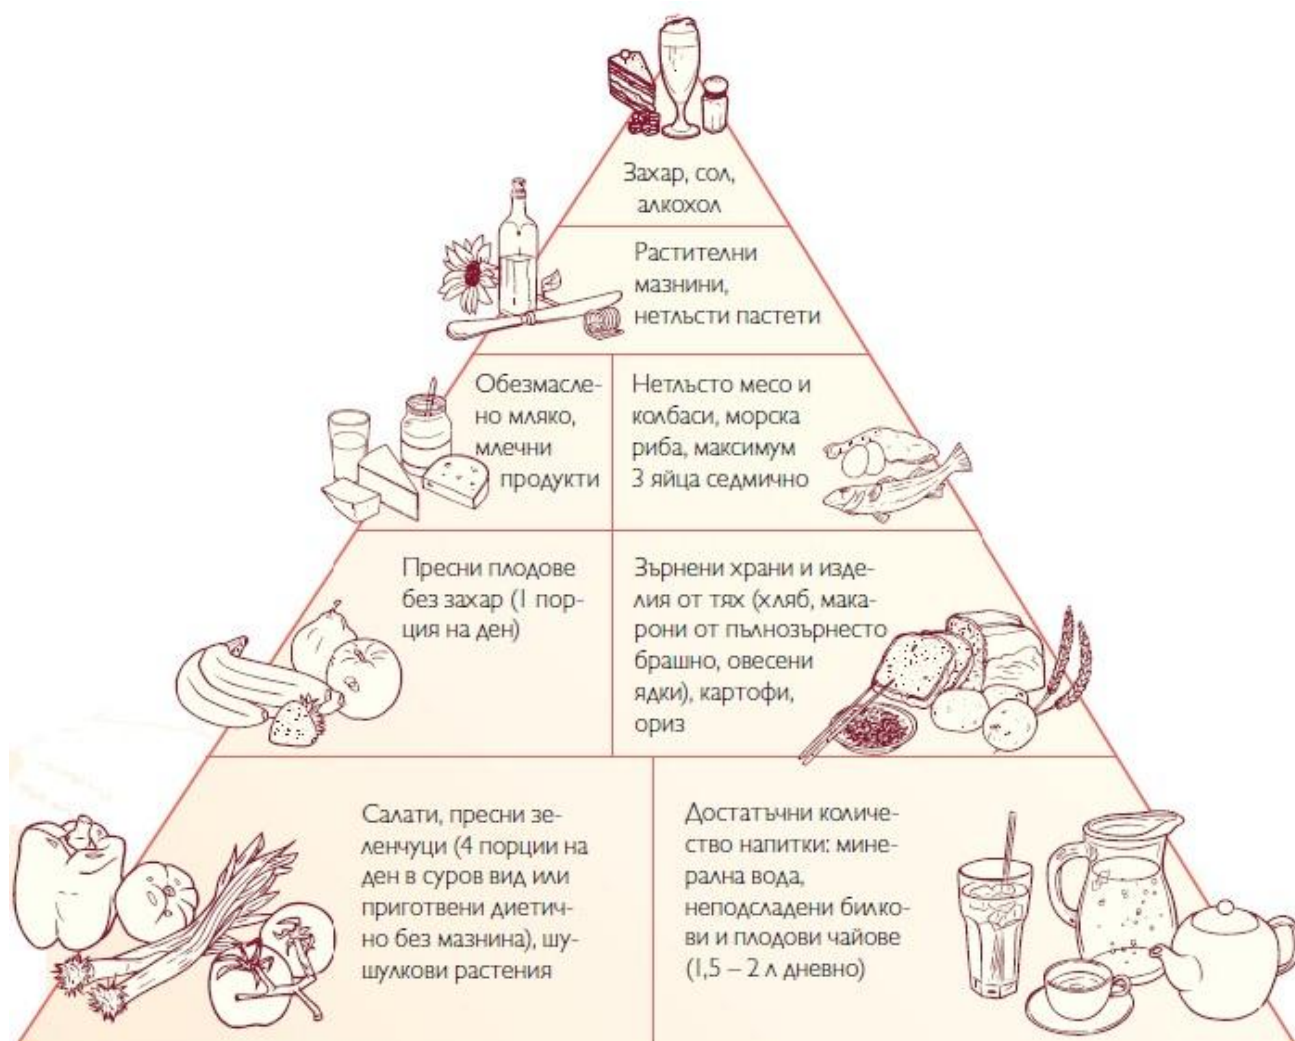 Захар, сол,
алкохол
Растителни
мазнини,
нетлъсти пастети
Обезмасле-
но мляко,
млечни
продукти
Нетлъсто месо и
колбаси, морска
риба, максимум
3 яйца седмично
Пресни плодове
без захар (1 пор-
ция на ден)
Зърнени храни и изде-
лия от тях (хляб, мака-
рони от пълнозърнесто
брашно, овесени
ядки), картофи,
ориз
Салати, пресни зе-
ленчуци (4 порции на
ден в суров вид или
приготвени диетич-
но без мазнина), шу-
шулкови растения
Достатъчни количе-
ство напитки: мине-
рална вода,
неподсладени билко-
ви и плодови чайове
(1,5 – 2 л дневно)